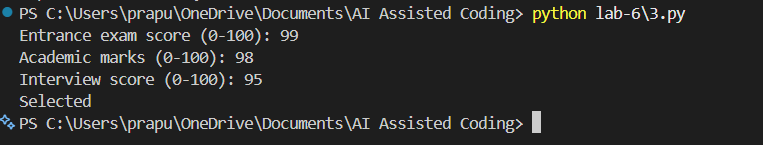 PS C:\Users\prapu\OneDrive\Documents\AI Assisted Coding> python lab-6\3.py
Entrance exam score (0-100): 99
Academic marks (0-100): 98
Interview score (0-100): 95
Selected
PS C:\Users\prapu\OneDrive\Documents\AI Assisted Coding>